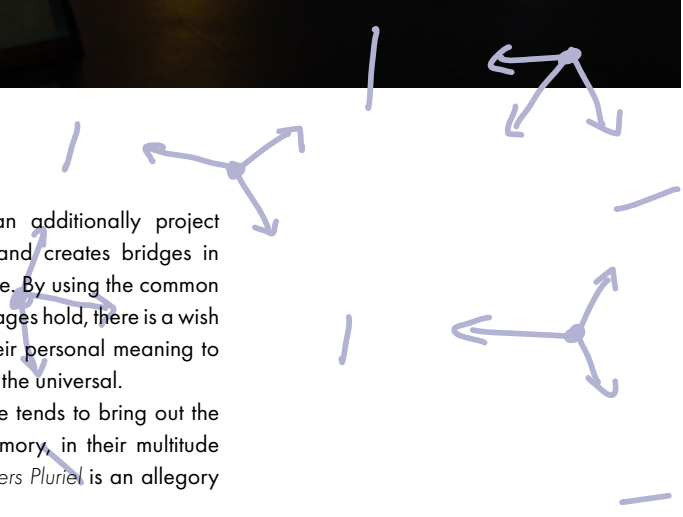 an additionally project
and creates bridges in
e. By using the common
ages hold, there is a wish
eir personal meaning to
the universal.
e tends to bring out the
mory, in their multitude
ers Pluriel is an allegory